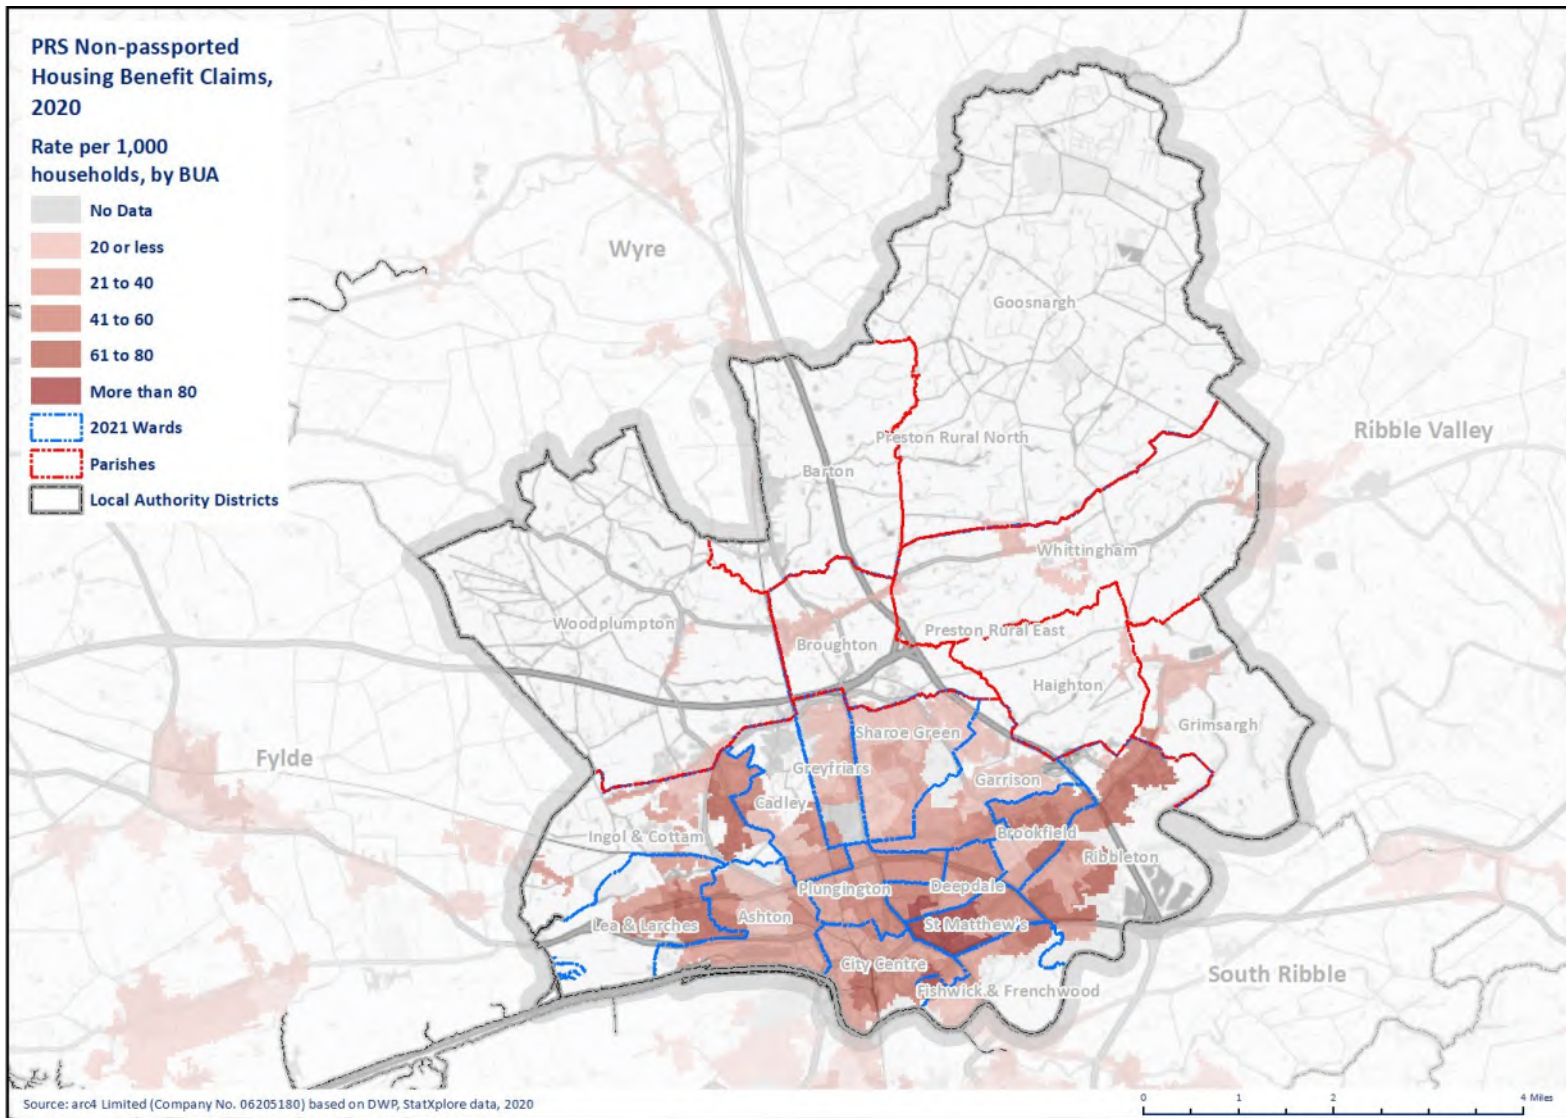 PRS Non-passported
Housing Benefit Claims,
2020
Rate per 1,000
households, by BUA
No Data
20 or less
21 to 40
41 to 60
61 to 80
More than 80
2021 Wards
Parishes
Local Authority Districts
Wyre
Goosnargh
Ribble Valley
Preston Rural North
Barton
Whittingham
Woodplumpton
Preston Rural East
Broughton
Haighton
Grimsargh
Sharoe Green
Fylde
Greyfriars
Garrison
Cadley
Ingol & Cottam
Brookfield
Ribbleton
Plungington
Deepdale
Lea & Larches
Ashton
St Matthew's
City Centre
South Ribble
Fishwick & Frenchwood
Source: arc4 Limited (Company No. 06205180) based on DWP, StatXplore data, 2020
0 1 2 4 Miles